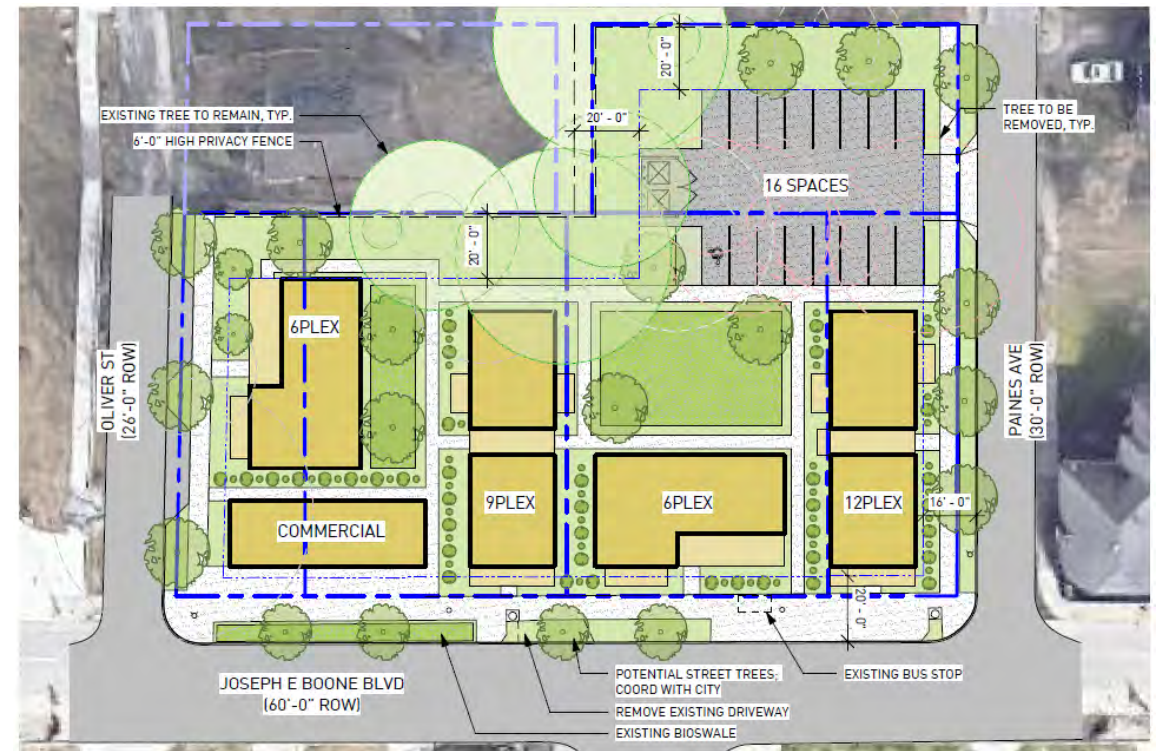 20' - 0"
EXISTING TREE TO REMAIN, TYP.
6'-0" HIGH PRIVACY FENCE
20' - 0"
TREE TO BE
REMOVED, TYP.
16 SPACES
20' - 0"
6PLEX
OLIVER ST
(26'-0" ROW)
PAINES AVE
(30'-0" ROW)
9PLEX
6PLEX
12PLEX
16' - 0"
COMMERCIAL
20' - 0"
JOSEPH E BOONE BLVD
(60'-0" ROW)
POTENTIAL STREET TREES;
COORD WITH CITY
EXISTING BUS STOP
REMOVE EXISTING DRIVEWAY
EXISTING BIOSWALE